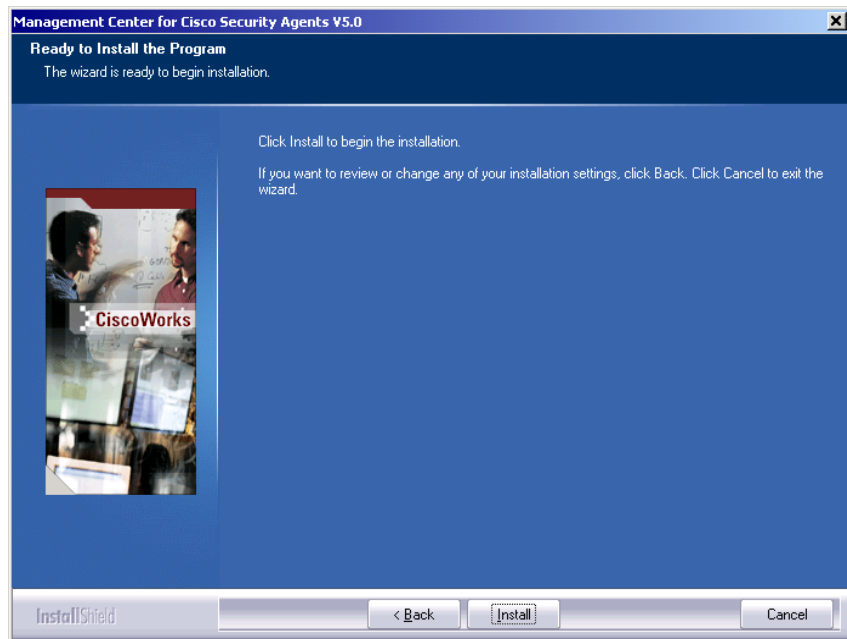 Management Center for Cisco Security Agents V5.0
Ready to Install the Program
The wizard is ready to begin installation.
Click Install to begin the installation.
If you want to review or change any of your installation settings, click Back. Click Cancel to exit the
wizard.
CiscoWorks
InstallShield
< Back
Install
Cancel